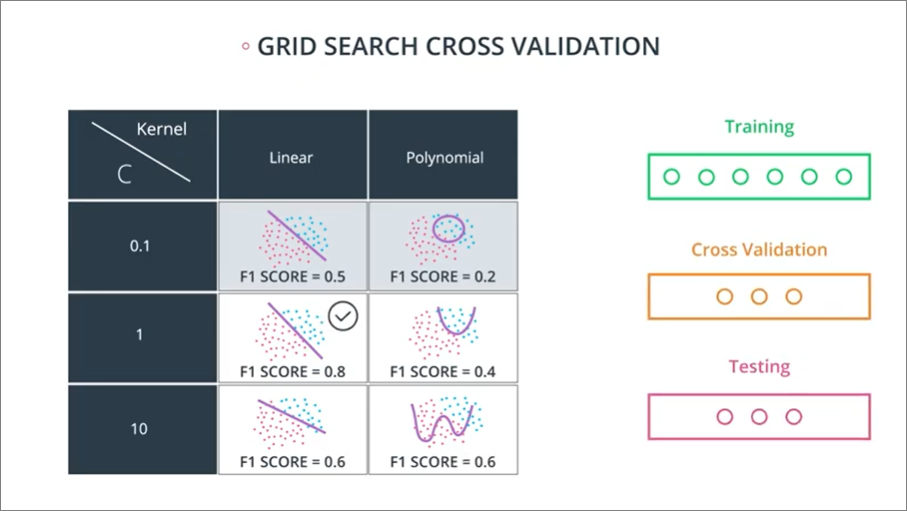 GRID SEARCH CROSS VALIDATION
Kernel
C
Linear
Polynomial
0.1
F1 SCORE = 0.5
F1 SCORE = 0.2
1
F1 SCORE = 0.8
F1 SCORE = 0.4
10
F1 SCORE = 0.6
F1 SCORE = 0.6
Training
Cross Validation
Testing